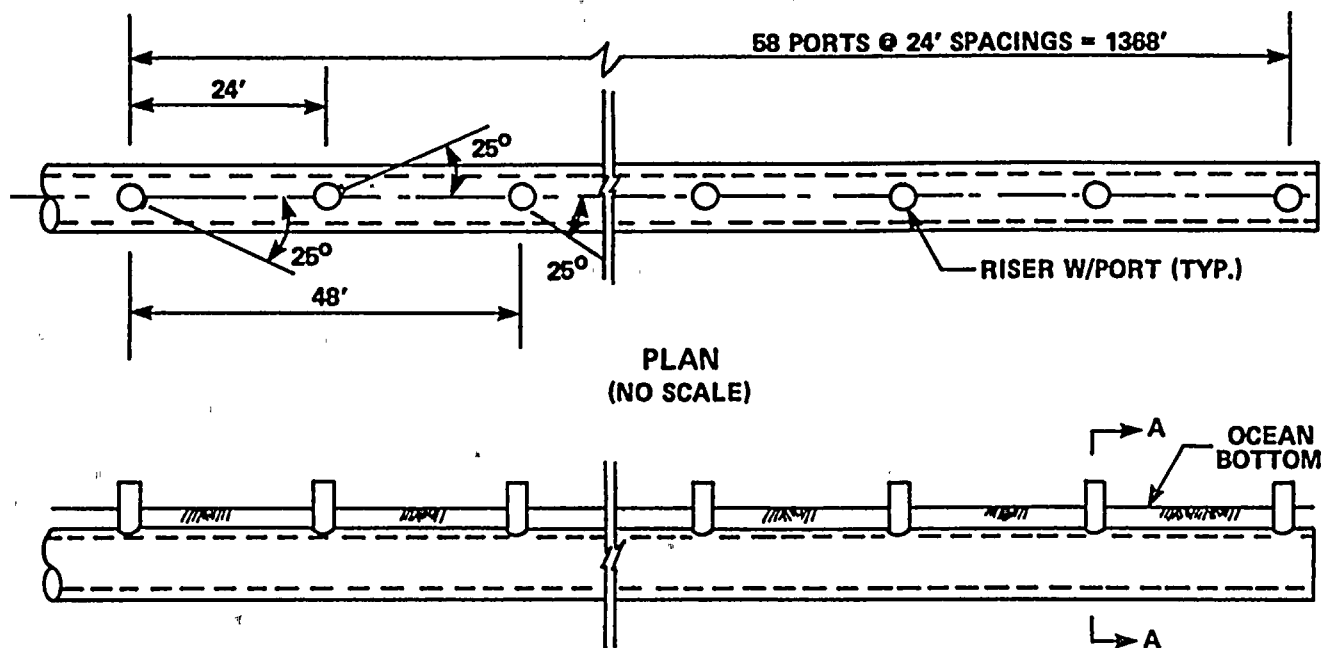 58 PORTS @ 24' SPACINGS = 1368'
24'
25°
25°
25°
RISER W/PORT (TYP.)
48'
PLAN
(NO SCALE)
A
OCEAN
BOTTOM
A